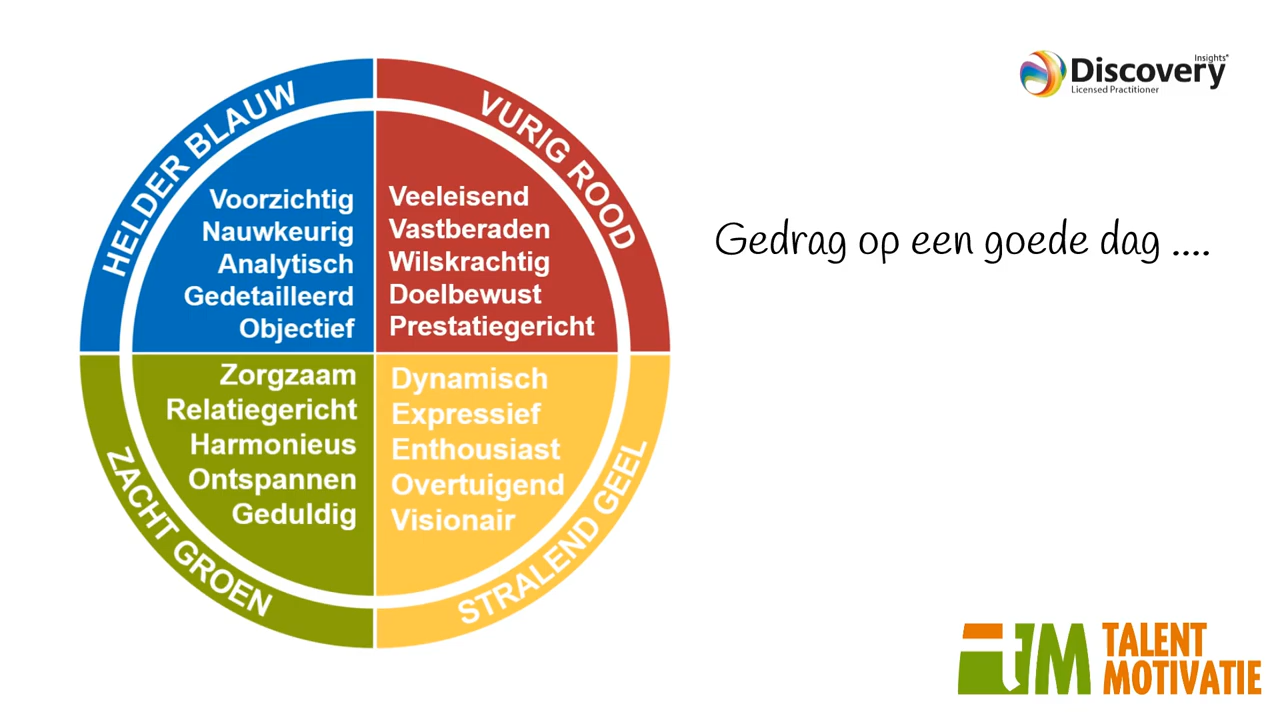 HELDER BLAUW
Voorzichtig
Nauwkeurig
Analytisch
Gedetailleerd
Objectief
VURIG ROOD
Veeleisend
Vastberaden
Wilskrachtig
Doelbewust
Prestatiegericht
ZACHT GROEN
Zorgzaam
Relatiegericht
Harmonieus
Ontspannen
Geduldig
STRALEND GEEL
Dynamisch
Expressief
Enthousiast
Overtuigend
Visionair
Insights®
Discovery
Licensed Practitioner
Gedrag op een goede dag ....
iTM
TALENT
MOTIVATIE